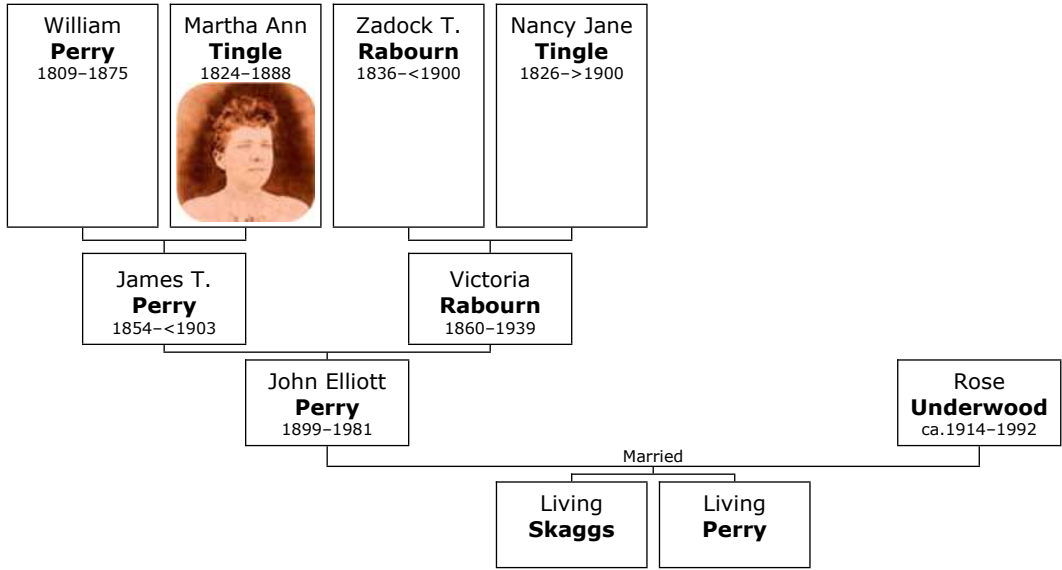 William
Perry
1809–1875
Martha Ann
Tingle
1824–1888
Zadock T.
Rabourn
1836–<1900
Nancy Jane
Tingle
1826–>1900
James T.
Perry
1854–<1903
Victoria
Rabourn
1860–1939
John Elliott
Perry
1899–1981
Rose
Underwood
ca.1914–1992
Married
Living
Skaggs
Living
Perry